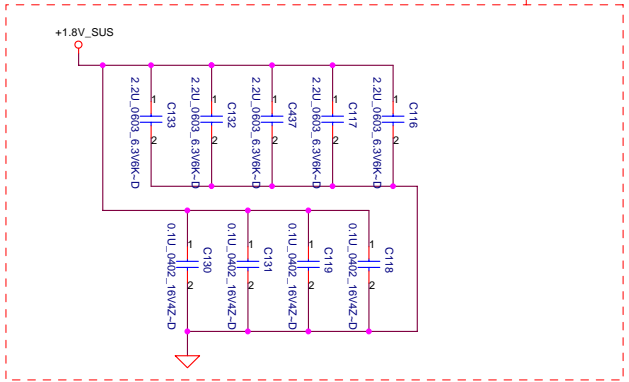 +1.8V_SUS
2.2U_0603_6.3V6K~D
1
2
C133
2.2U_0603_6.3V6K~D
1
2
C132
2.2U_0603_6.3V6K~D
1
2
C437
2.2U_0603_6.3V6K~D
1
2
C117
2.2U_0603_6.3V6K~D
1
2
C116
0.1U_0402_16V4Z~D
1
2
C130
0.1U_0402_16V4Z~D
1
2
C131
0.1U_0402_16V4Z~D
1
2
C119
0.1U_0402_16V4Z~D
1
2
C118